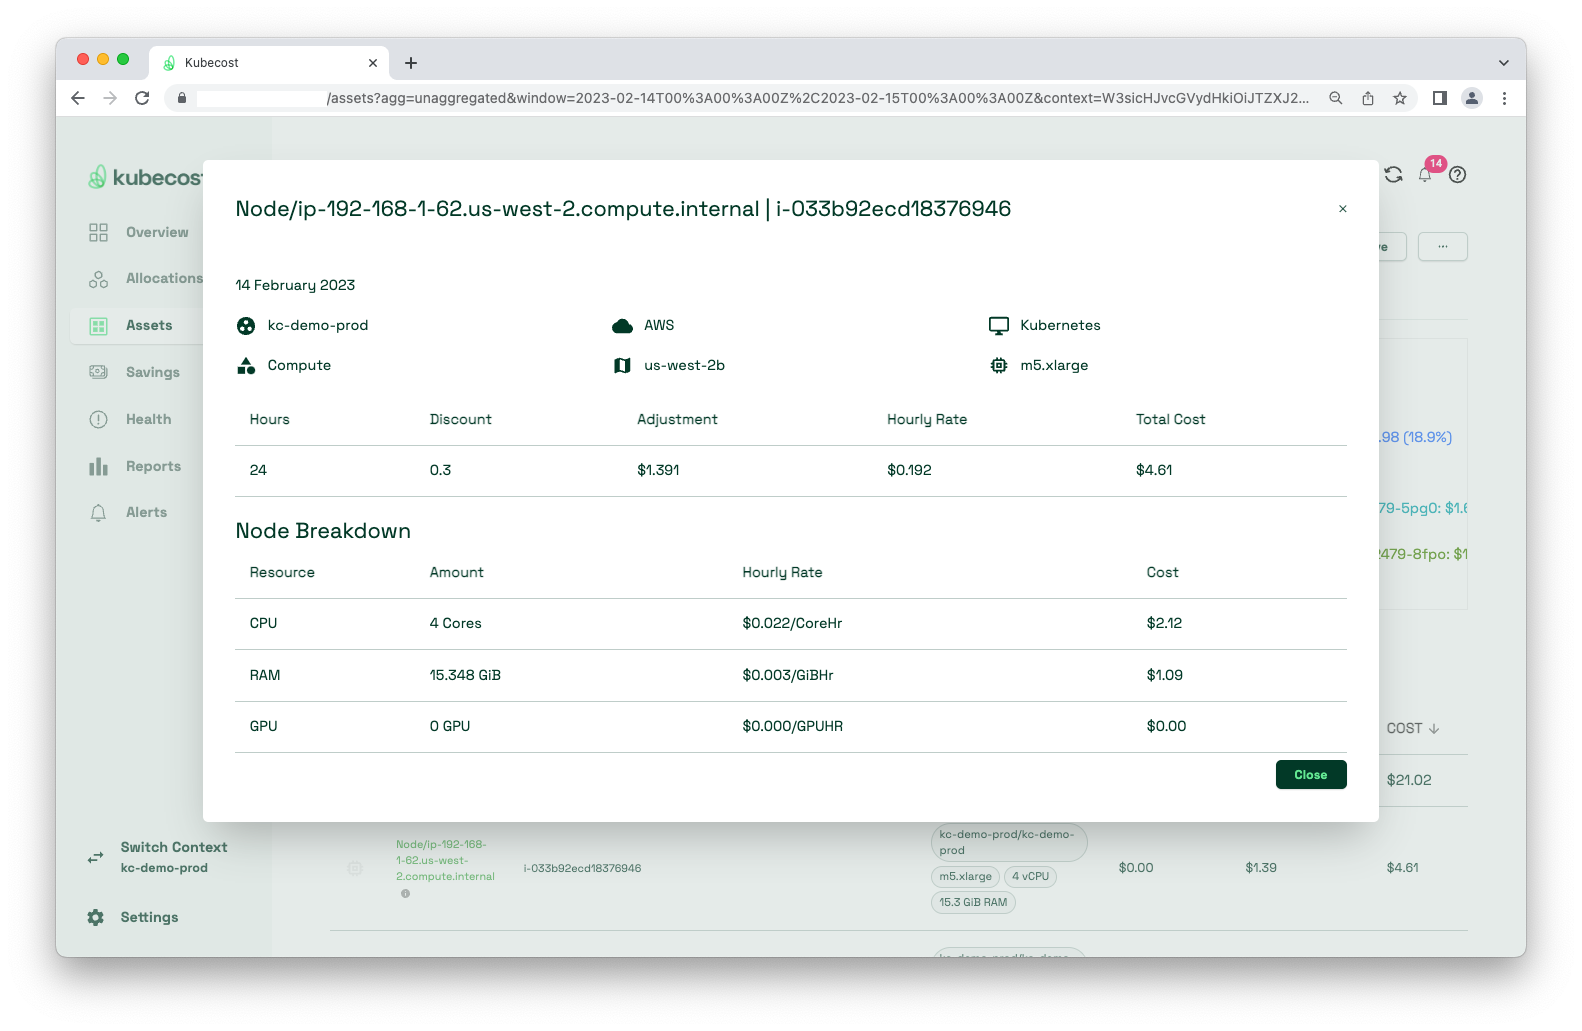 Kubecost
/assets?agg=unaggregated&window=2023-02-14T00%3A00%3A00Z%2C2023-02-15T00%3A00%3A00Z&context=W3sicHJvcGVydHkiOiJTZXJ2...
kubecost
14
Overview
Allocations
Assets
Savings
Health
Reports
Alerts
Switch Context
kc-demo-prod
Settings
Node/ip-192-168-1-62.us-west-2.compute.internal | i-033b92ecd18376946
14 February 2023
kc-demo-prod AWS Kubernetes
Compute us-west-2b m5.xlarge
Hours Discount Adjustment Hourly Rate Total Cost
24 0.3 $1.391 $0.192 $4.61
Node Breakdown
Resource Amount Hourly Rate Cost
CPU 4 Cores $0.022/CoreHr $2.12
RAM 15.348 GiB $0.003/GiBHr $1.09
GPU 0 GPU $0.000/GPUHR $0.00
Close
...
.98 (18.9%)
79-5pg0: $1.6
2479-8fpo: $1
COST
$21.02
Node/ip-192-168-
1-62.us-west-
2.compute.internal
i-033b92ecd18376946
kc-demo-prod/kc-demo-
prod
m5.xlarge 4 vCPU
15.3 GiB RAM
$0.00 $1.39 $4.61